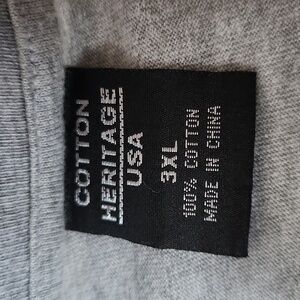 COTTON
HERITAGE
USA
3XL
100% COTTON
MADE IN CHINA